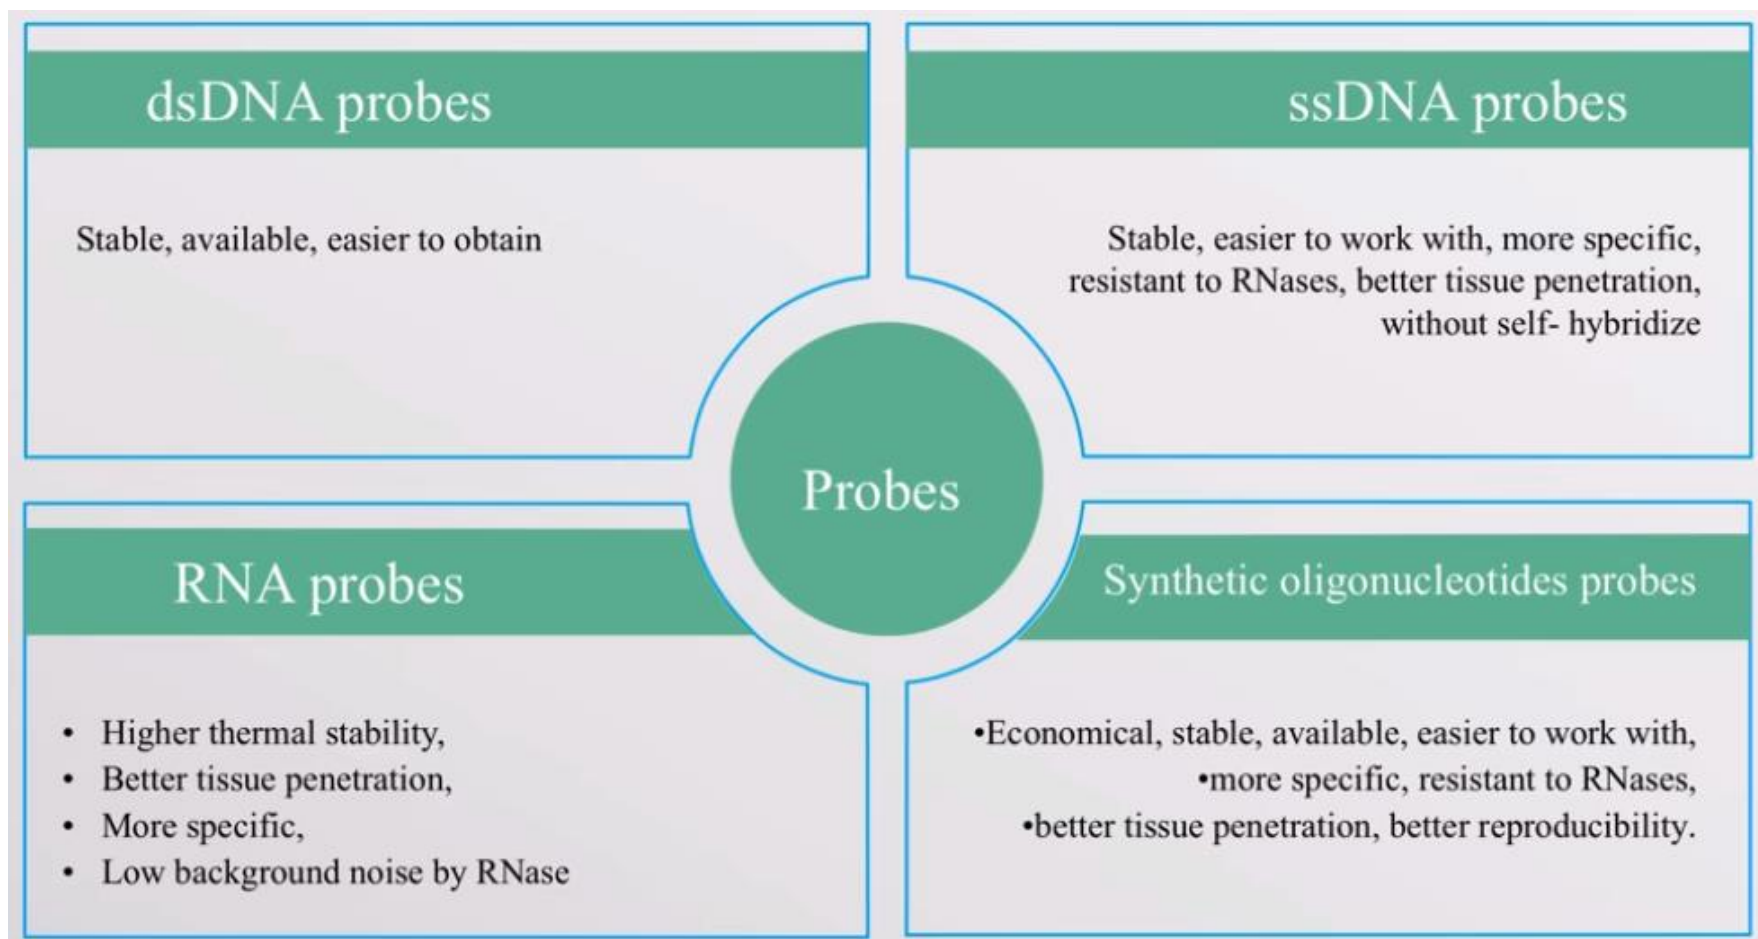 dsDNA probes
Stable, available, easier to obtain
ssDNA probes
Stable, easier to work with, more specific,
resistant to RNases, better tissue penetration,
without self- hybridize
Probes
RNA probes
• Higher thermal stability,
• Better tissue penetration,
• More specific,
• Low background noise by RNase
Synthetic oligonucleotides probes
•Economical, stable, available, easier to work with,
•more specific, resistant to RNases,
•better tissue penetration, better reproducibility.